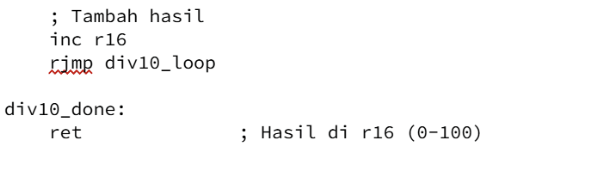 ; Tambah hasil
inc r16
rjmp div10_loop
div10_done:
ret ; Hasil di r16 (0-100)